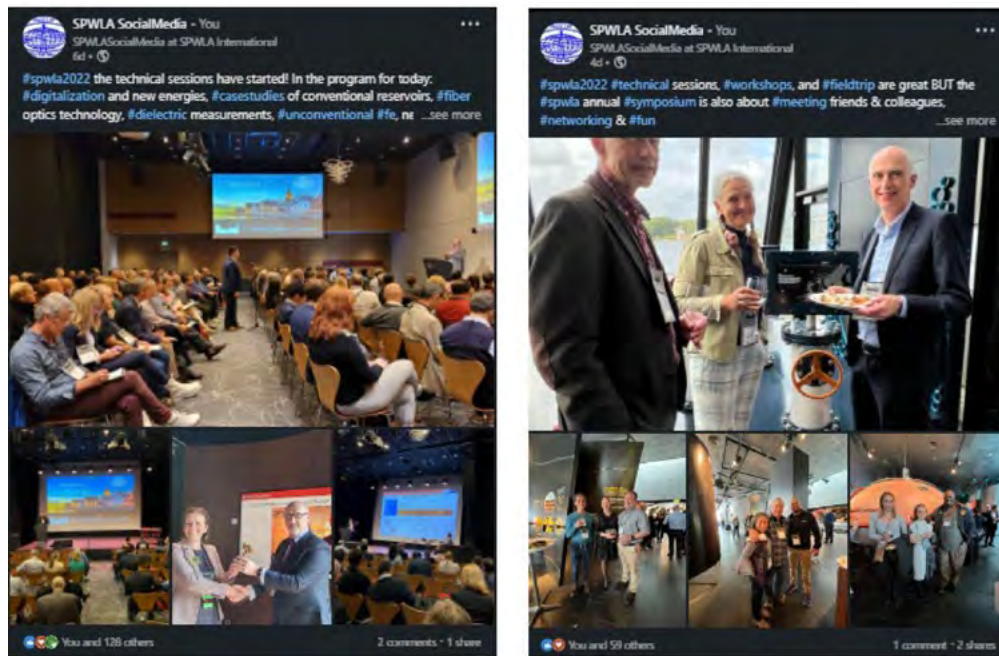 SPWLA SocialMedia • You
SPWLASocialMedia at SPWLA International
6d •
#spwla2022 the technical sessions have started! In the program for today:
#digitalization and new energies, #casestudies of conventional reservoirs, #fiber
optics technology, #dielectric measurements, #unconventional #fe, ne ...see more
You and 128 others
2 comments • 1 share
SPWLA SocialMedia • You
SPWLASocialMedia at SPWLA International
4d •
#spwla2022 #technical sessions, #workshops, and #fieldtrip are great BUT the
#spwla annual #symposium is also about #meeting friends & colleagues,
#networking & #fun ...see more
You and 59 others
1 comment • 2 shares